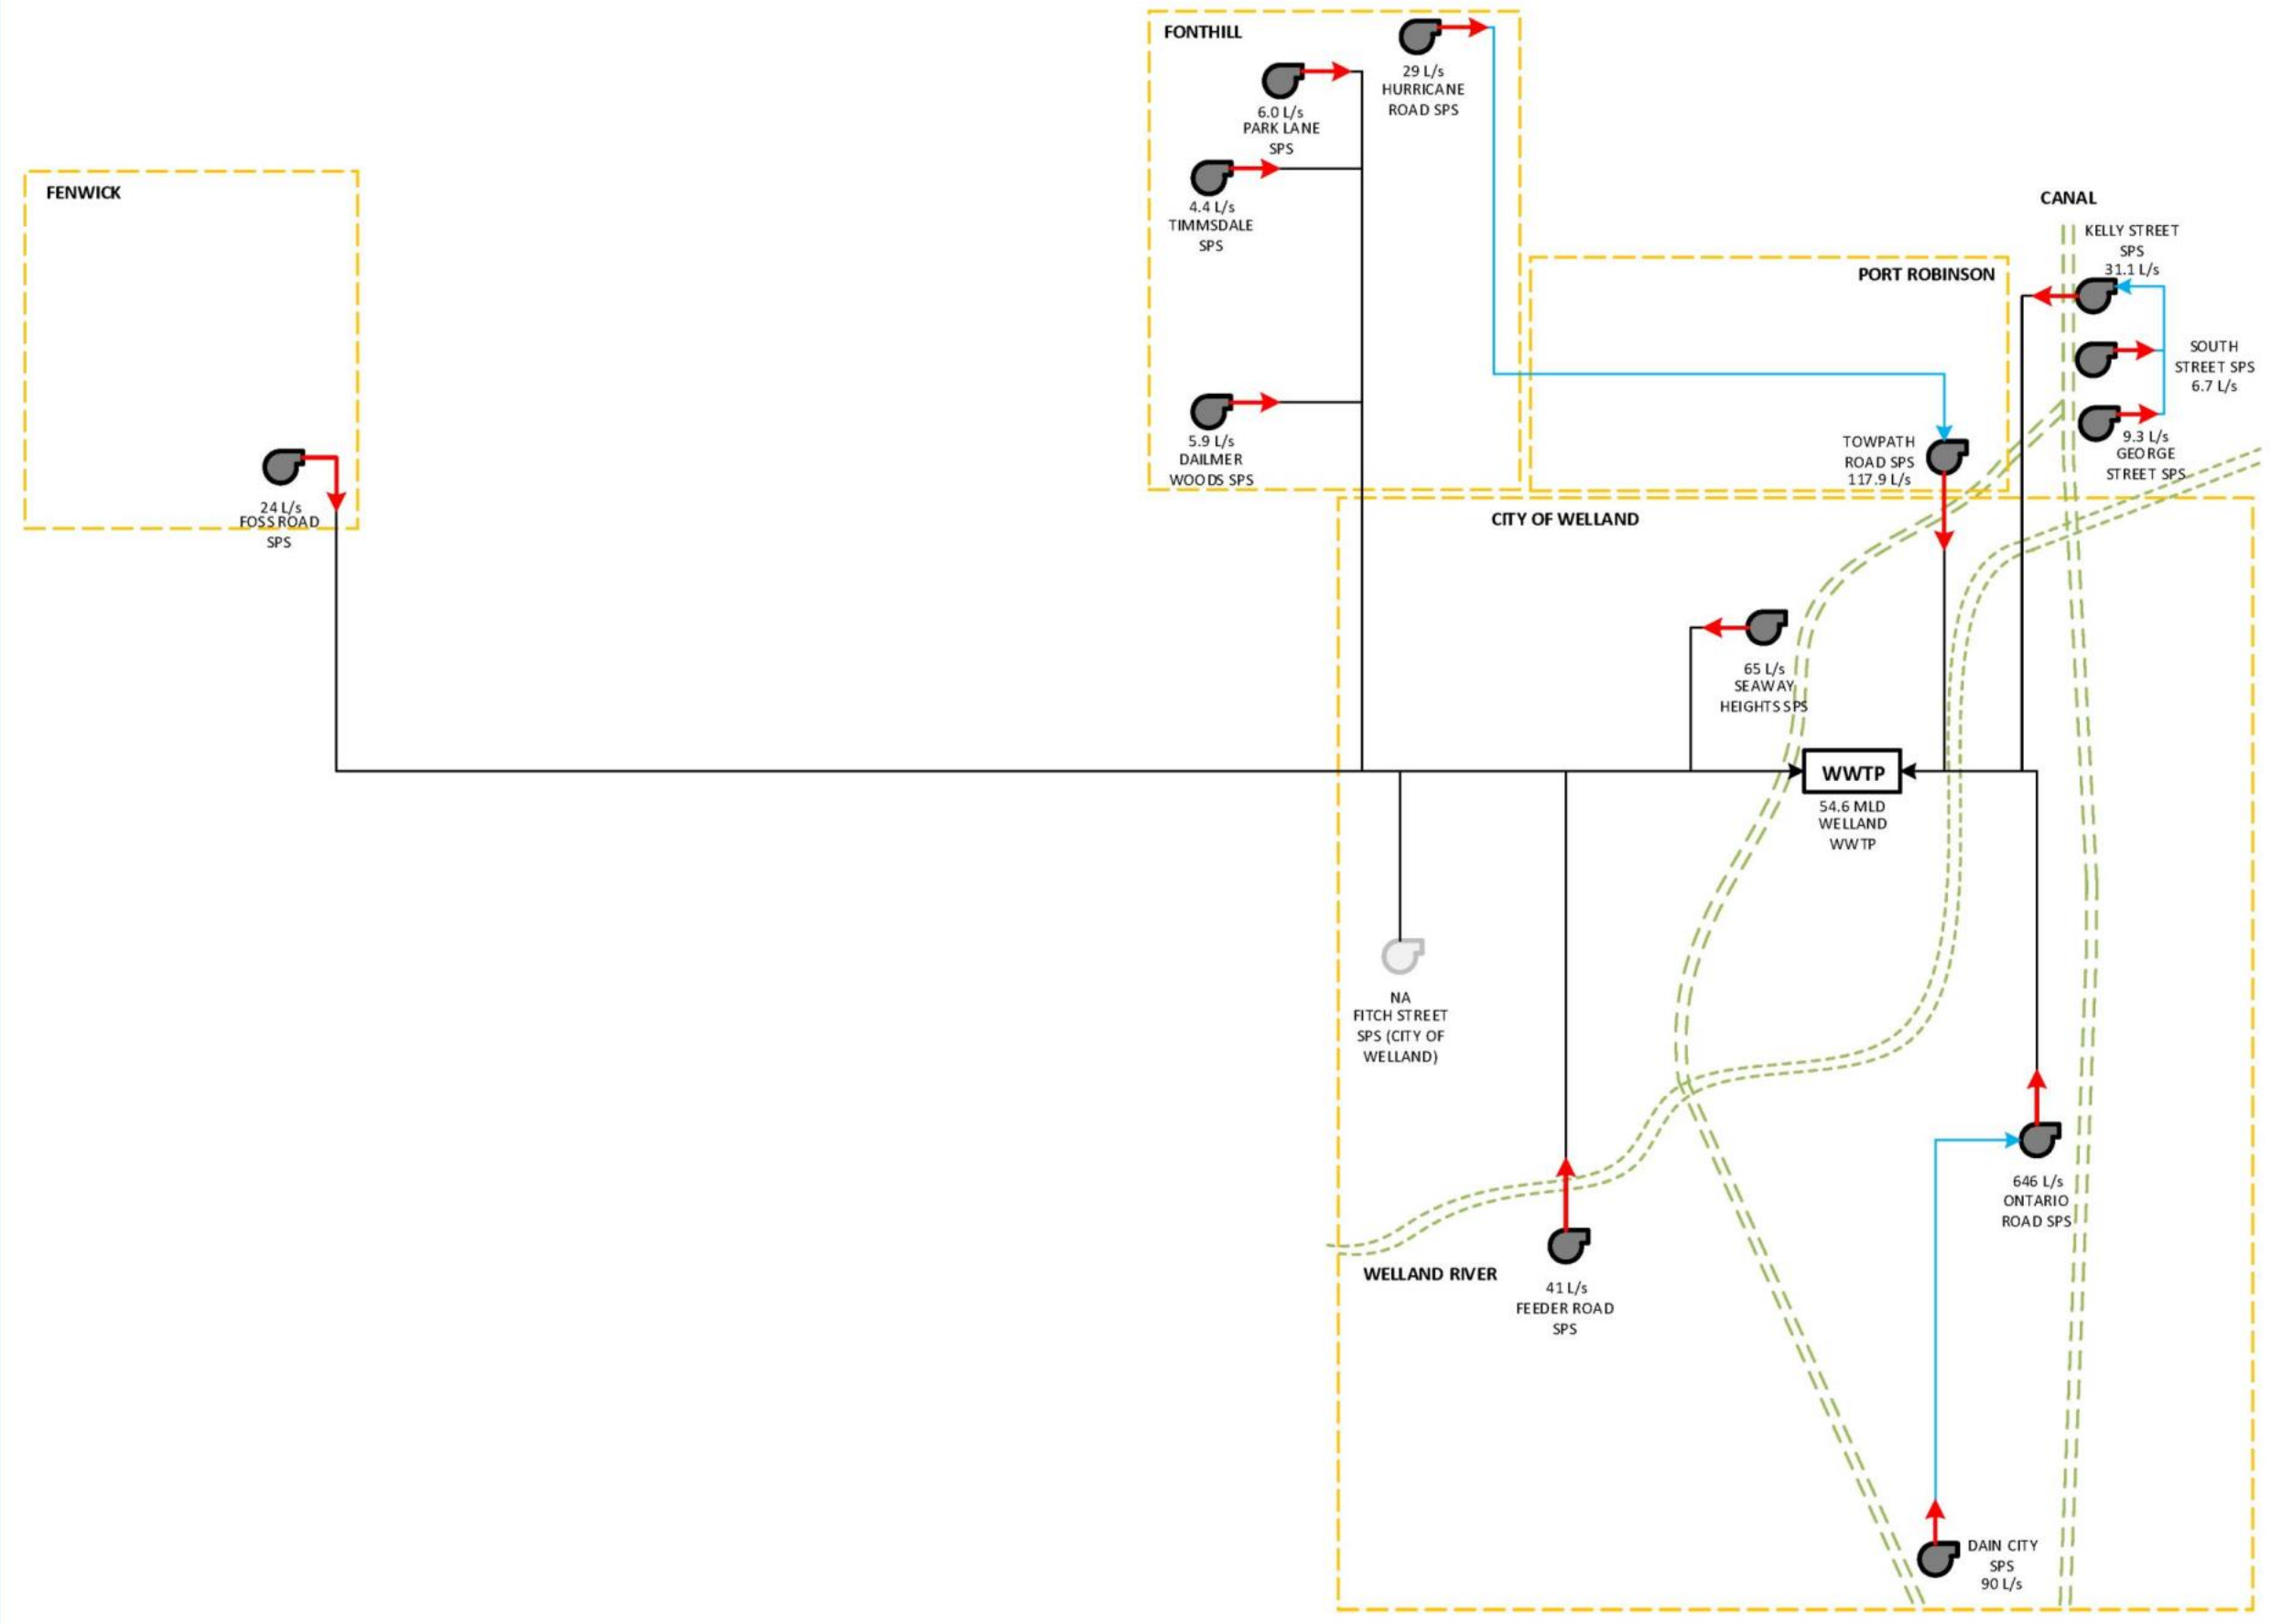 FONTHILL
29 L/s
HURRICANE
ROAD SPS
6.0 L/s
PARK LANE
SPS
FENWICK
4.4 L/s
TIMMSDALE
SPS
CANAL
KELLY STREET
SPS
31.1 L/s
PORT ROBINSON
SOUTH
STREET SPS
6.7 L/s
5.9 L/s
DAILMER
WOODS SPS
TOWPATH
ROAD SPS
117.9 L/s
9.3 L/s
GEORGE
STREET SPS
24 L/s
FOSS ROAD
SPS
CITY OF WELLAND
65 L/s
SEAWAY
HEIGHTS SPS
WWTP
54.6 MLD
WELLAND
WWTP
NA
FITCH STREET
SPS (CITY OF
WELLAND)
646 L/s
ONTARIO
ROAD SPS
WELLAND RIVER
41 L/s
FEEDER ROAD
SPS
DAIN CITY
SPS
90 L/s